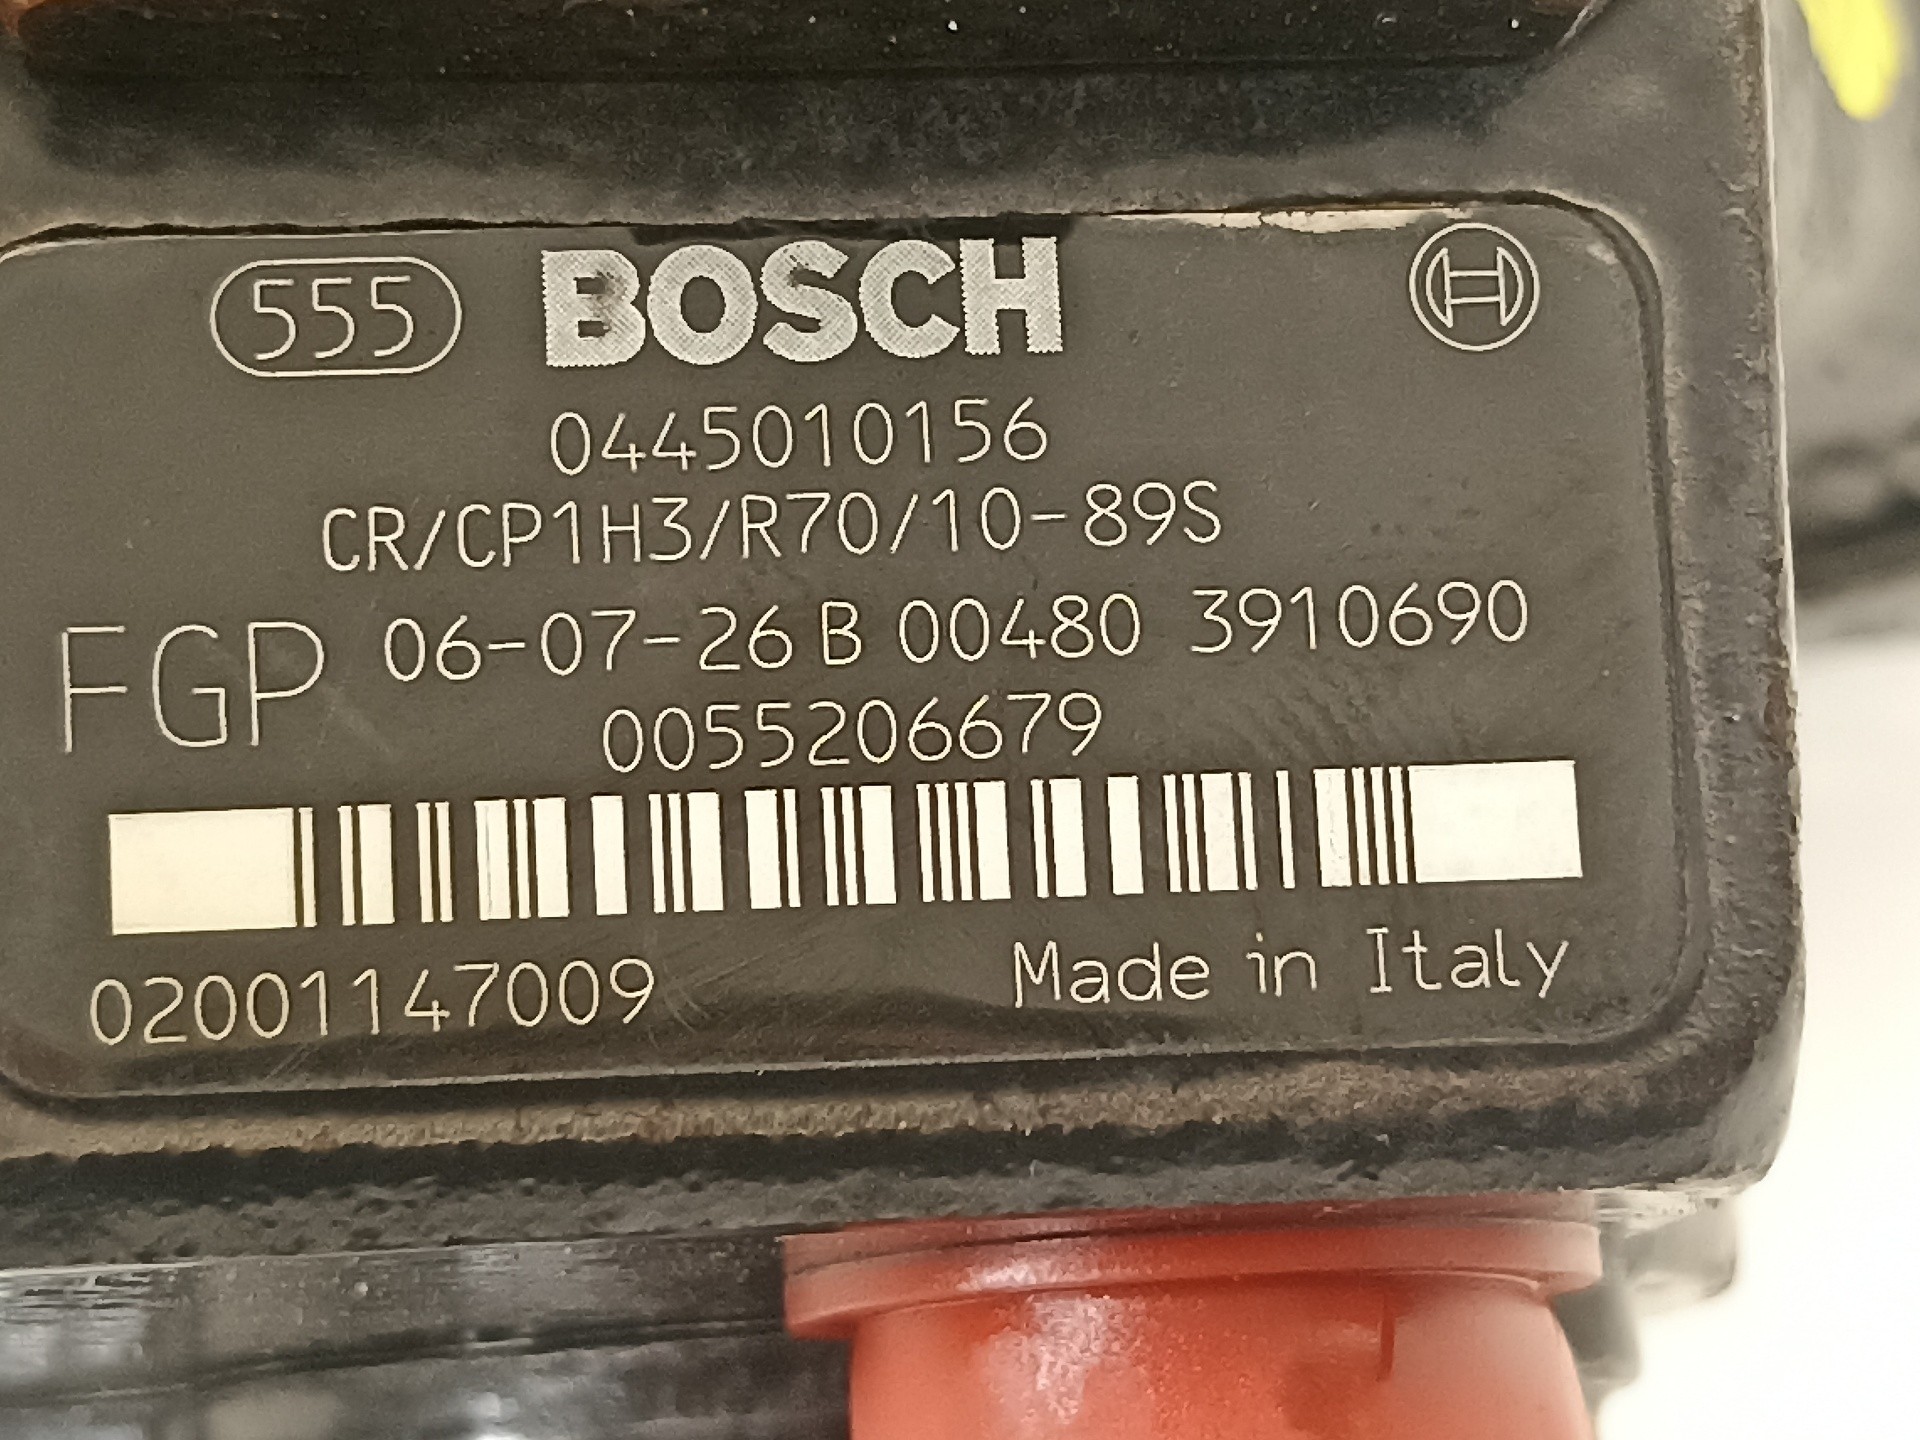 555 BOSCH
0445010156
CR/CP1H3/R70/10-89S
FGP 06-07-26 B 00480 3910690
0055206679
02001147009 Made in Italy